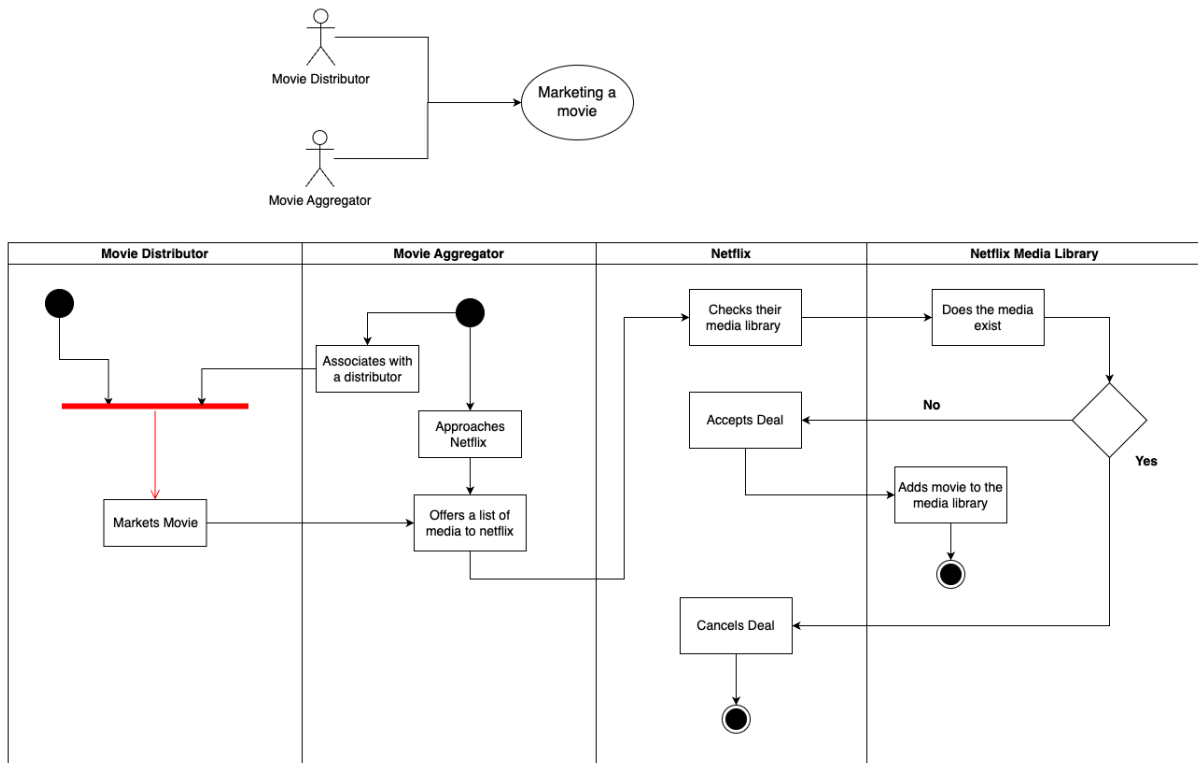 Movie Distributor
Marketing a
movie
Movie Aggregator
Movie Distributor
Movie Aggregator
Netflix
Netflix Media Library
Checks their
media library
Does the media
exist
Associates with
a distributor
Approaches
Netflix
Accepts Deal
No
Yes
Markets Movie
Offers a list of
media to netflix
Adds movie to the
media library
Cancels Deal